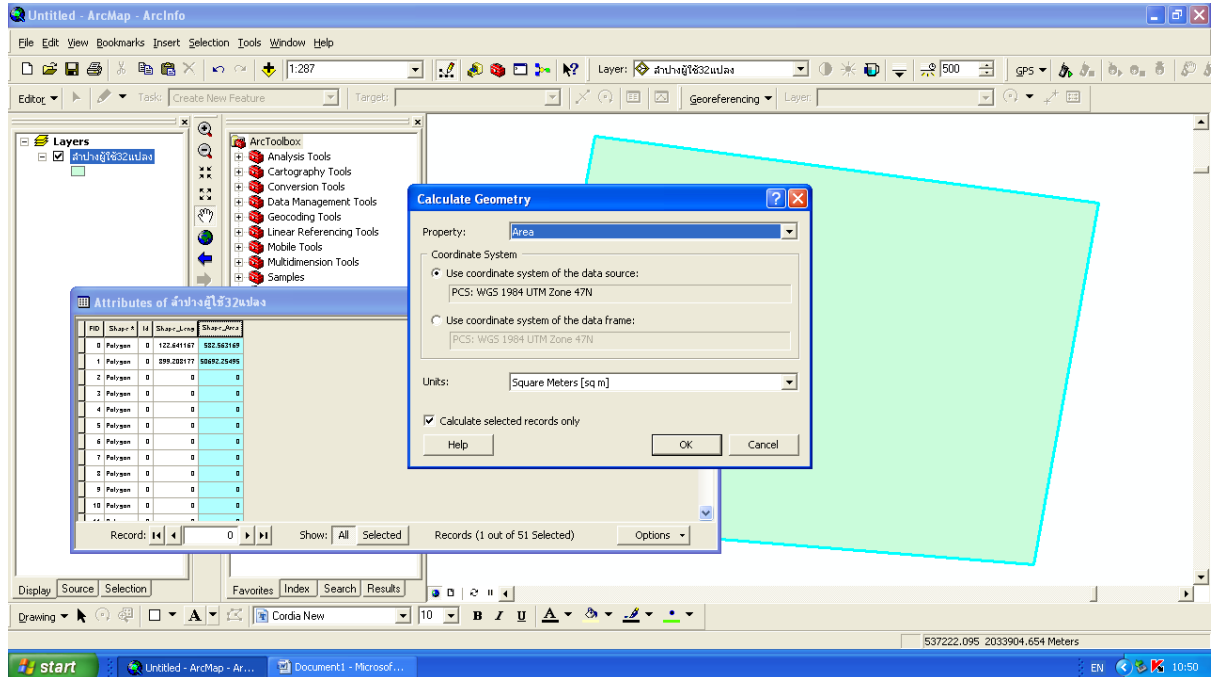 Untitled - ArcMap - ArcInfo
File Edit View Bookmarks Insert Selection Tools Window Help
1:287 Layer: ลำปางผู้ใช้32แปลง 500 GPS
Editor Task: Create New Feature Target: Georeferencing Layer:
Layers
ลำปางผู้ใช้32แปลง
ArcToolbox
Analysis Tools
Cartography Tools
Conversion Tools
Data Management Tools
Geocoding Tools
Linear Referencing Tools
Mobile Tools
Multidimension Tools
Samples
Calculate Geometry
Property: Area
Coordinate System
Use coordinate system of the data source:
PCS: WGS 1984 UTM Zone 47N
Use coordinate system of the data frame:
PCS: WGS 1984 UTM Zone 47N
Units: Square Meters [sq m]
Calculate selected records only
Help OK Cancel
Attributes of ลำปางผู้ใช้32แปลง
FID Shape * Id Shape_Leng Shape_Area
0 Polygon 0 122.641167 582.563169
1 Polygon 0 899.208177 50692.25495
2 Polygon 0 0 0
3 Polygon 0 0 0
4 Polygon 0 0 0
5 Polygon 0 0 0
6 Polygon 0 0 0
7 Polygon 0 0 0
8 Polygon 0 0 0
9 Polygon 0 0 0
10 Polygon 0 0 0
Record: 0 Show: All Selected Records (1 out of 51 Selected) Options
Display Source Selection
Favorites Index Search Results
Drawing A Cordia New 10 B I U A
537222.095 2033904.654 Meters
start Untitled - ArcMap - Ar... Document1 - Microsof... EN 10:50